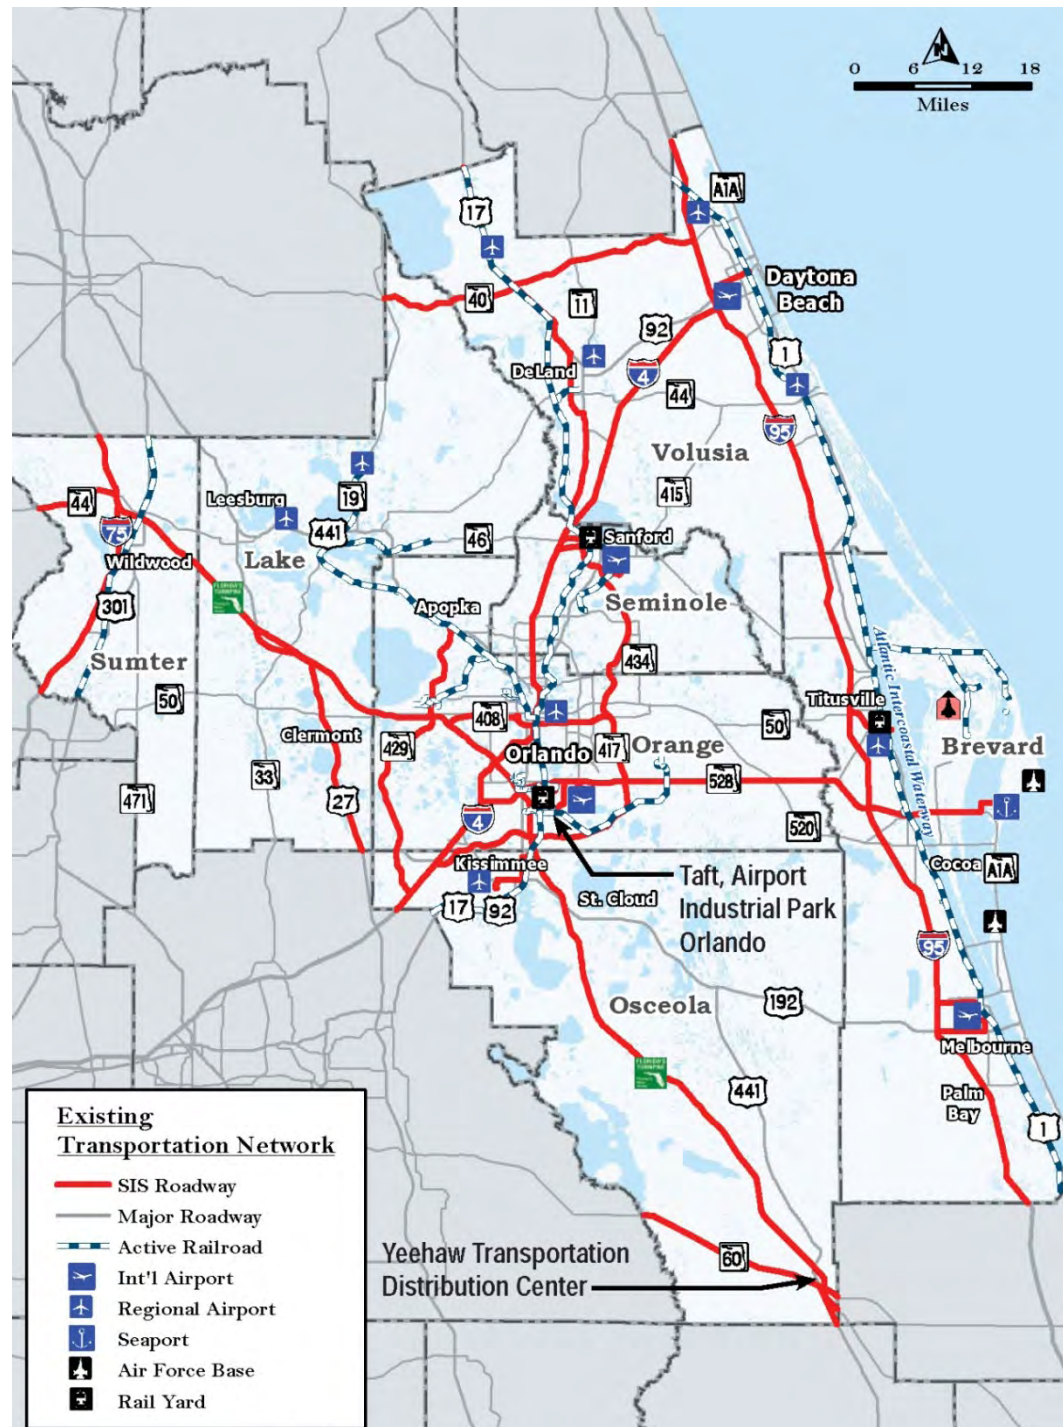 N
0 6 12 18
Miles
A1A
17
Daytona
Beach
40
11
92
1
DeLand
4
44
95
Volusia
415
19
Leesburg
44
441
46
Sanford
75
Wildwood
Lake
FLORIDA'S
TURNPIKE
301
Apopka
Seminole
Sumter
434
Atlantic Intercoastal Waterway
50
408
Titusville
Clermont
Orlando
417
Orange
50
Brevard
429
33
528
471
27
4
520
Kissimmee
Cocoa
A1A
Taft, Airport
Industrial Park
Orlando
St. Cloud
17
92
95
Osceola
192
Melbourne
FLORIDA'S
TURNPIKE
441
Palm
Bay
1
Existing
Transportation Network
SIS Roadway
Major Roadway
Active Railroad
Int'l Airport
Regional Airport
Seaport
Air Force Base
Rail Yard
Yeehaw Transportation
Distribution Center
60